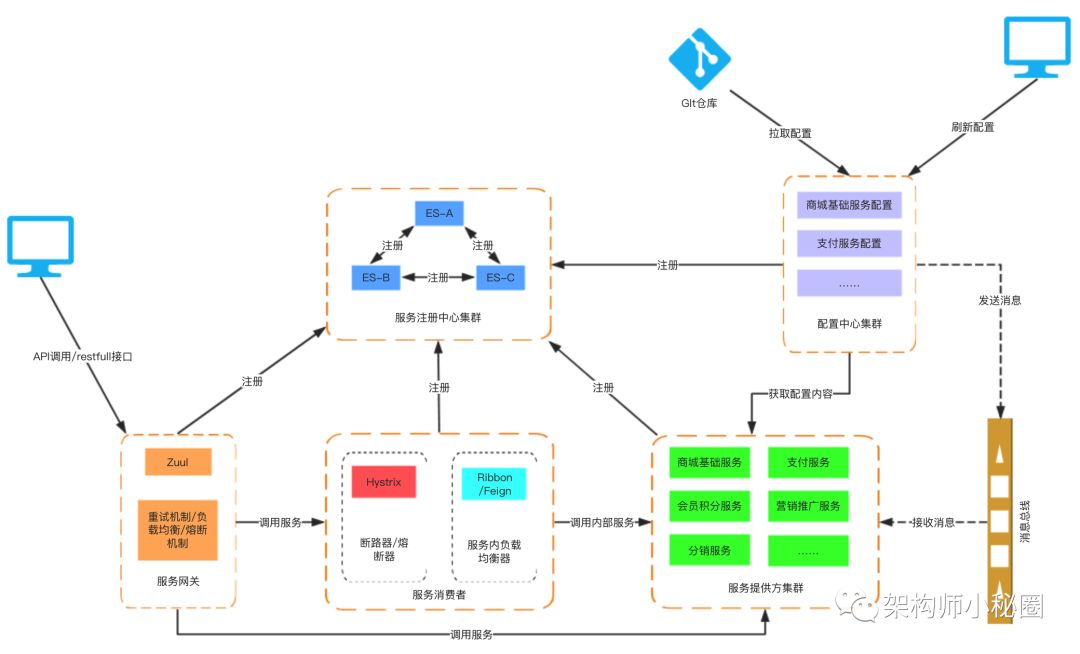 GIt仓库
拉取配置
刷新配置
商城基础服务配置
支付服务配置
......
配置中心集群
ES-A
注册
注册
ES-B
注册
ES-C
服务注册中心集群
注册
发送消息
API调用/restfull接口
注册
注册
注册
获取配置内容
Zuul
重试机制/负
载均衡/熔断
机制
服务网关
调用服务
Hystrix
断路器/熔
断器
Ribbon
/Feign
服务内负载
均衡器
服务消费者
调用内部服务
商城基础服务
支付服务
会员积分服务
营销推广服务
分销服务
......
服务提供方集群
接收消息
消息总线
调用服务
架构师小秘圈